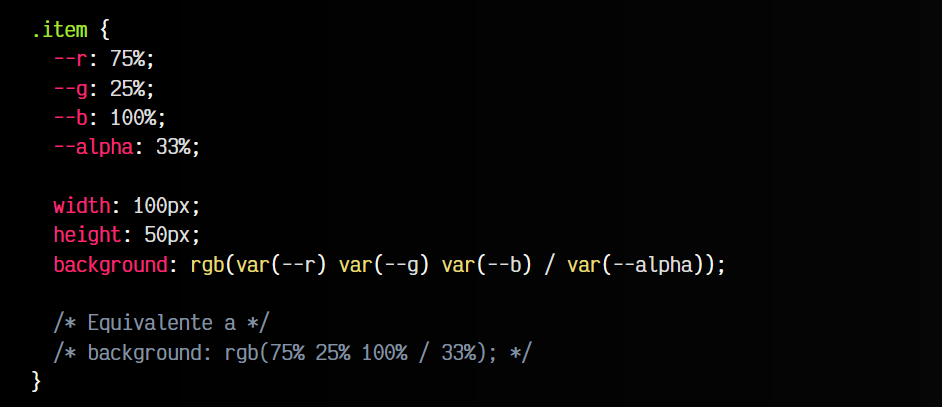 .item {
  --r: 75%;
  --g: 25%;
  --b: 100%;
  --alpha: 33%;

  width: 100px;
  height: 50px;
  background: rgb(var(--r) var(--g) var(--b) / var(--alpha));

  /* Equivalente a */
  /* background: rgb(75% 25% 100% / 33%); */
}